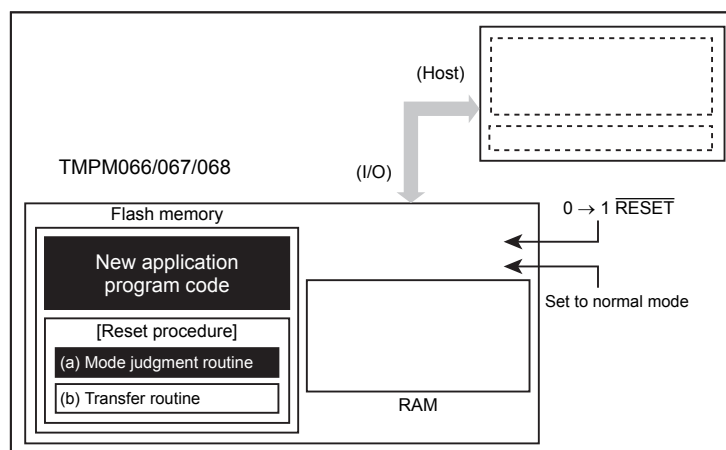 (Host)
TMPM066/067/068
(I/O)
Flash memory
0 → 1 RESET
New application
program code
Set to normal mode
[Reset procedure]
(a) Mode judgment routine
(b) Transfer routine
RAM